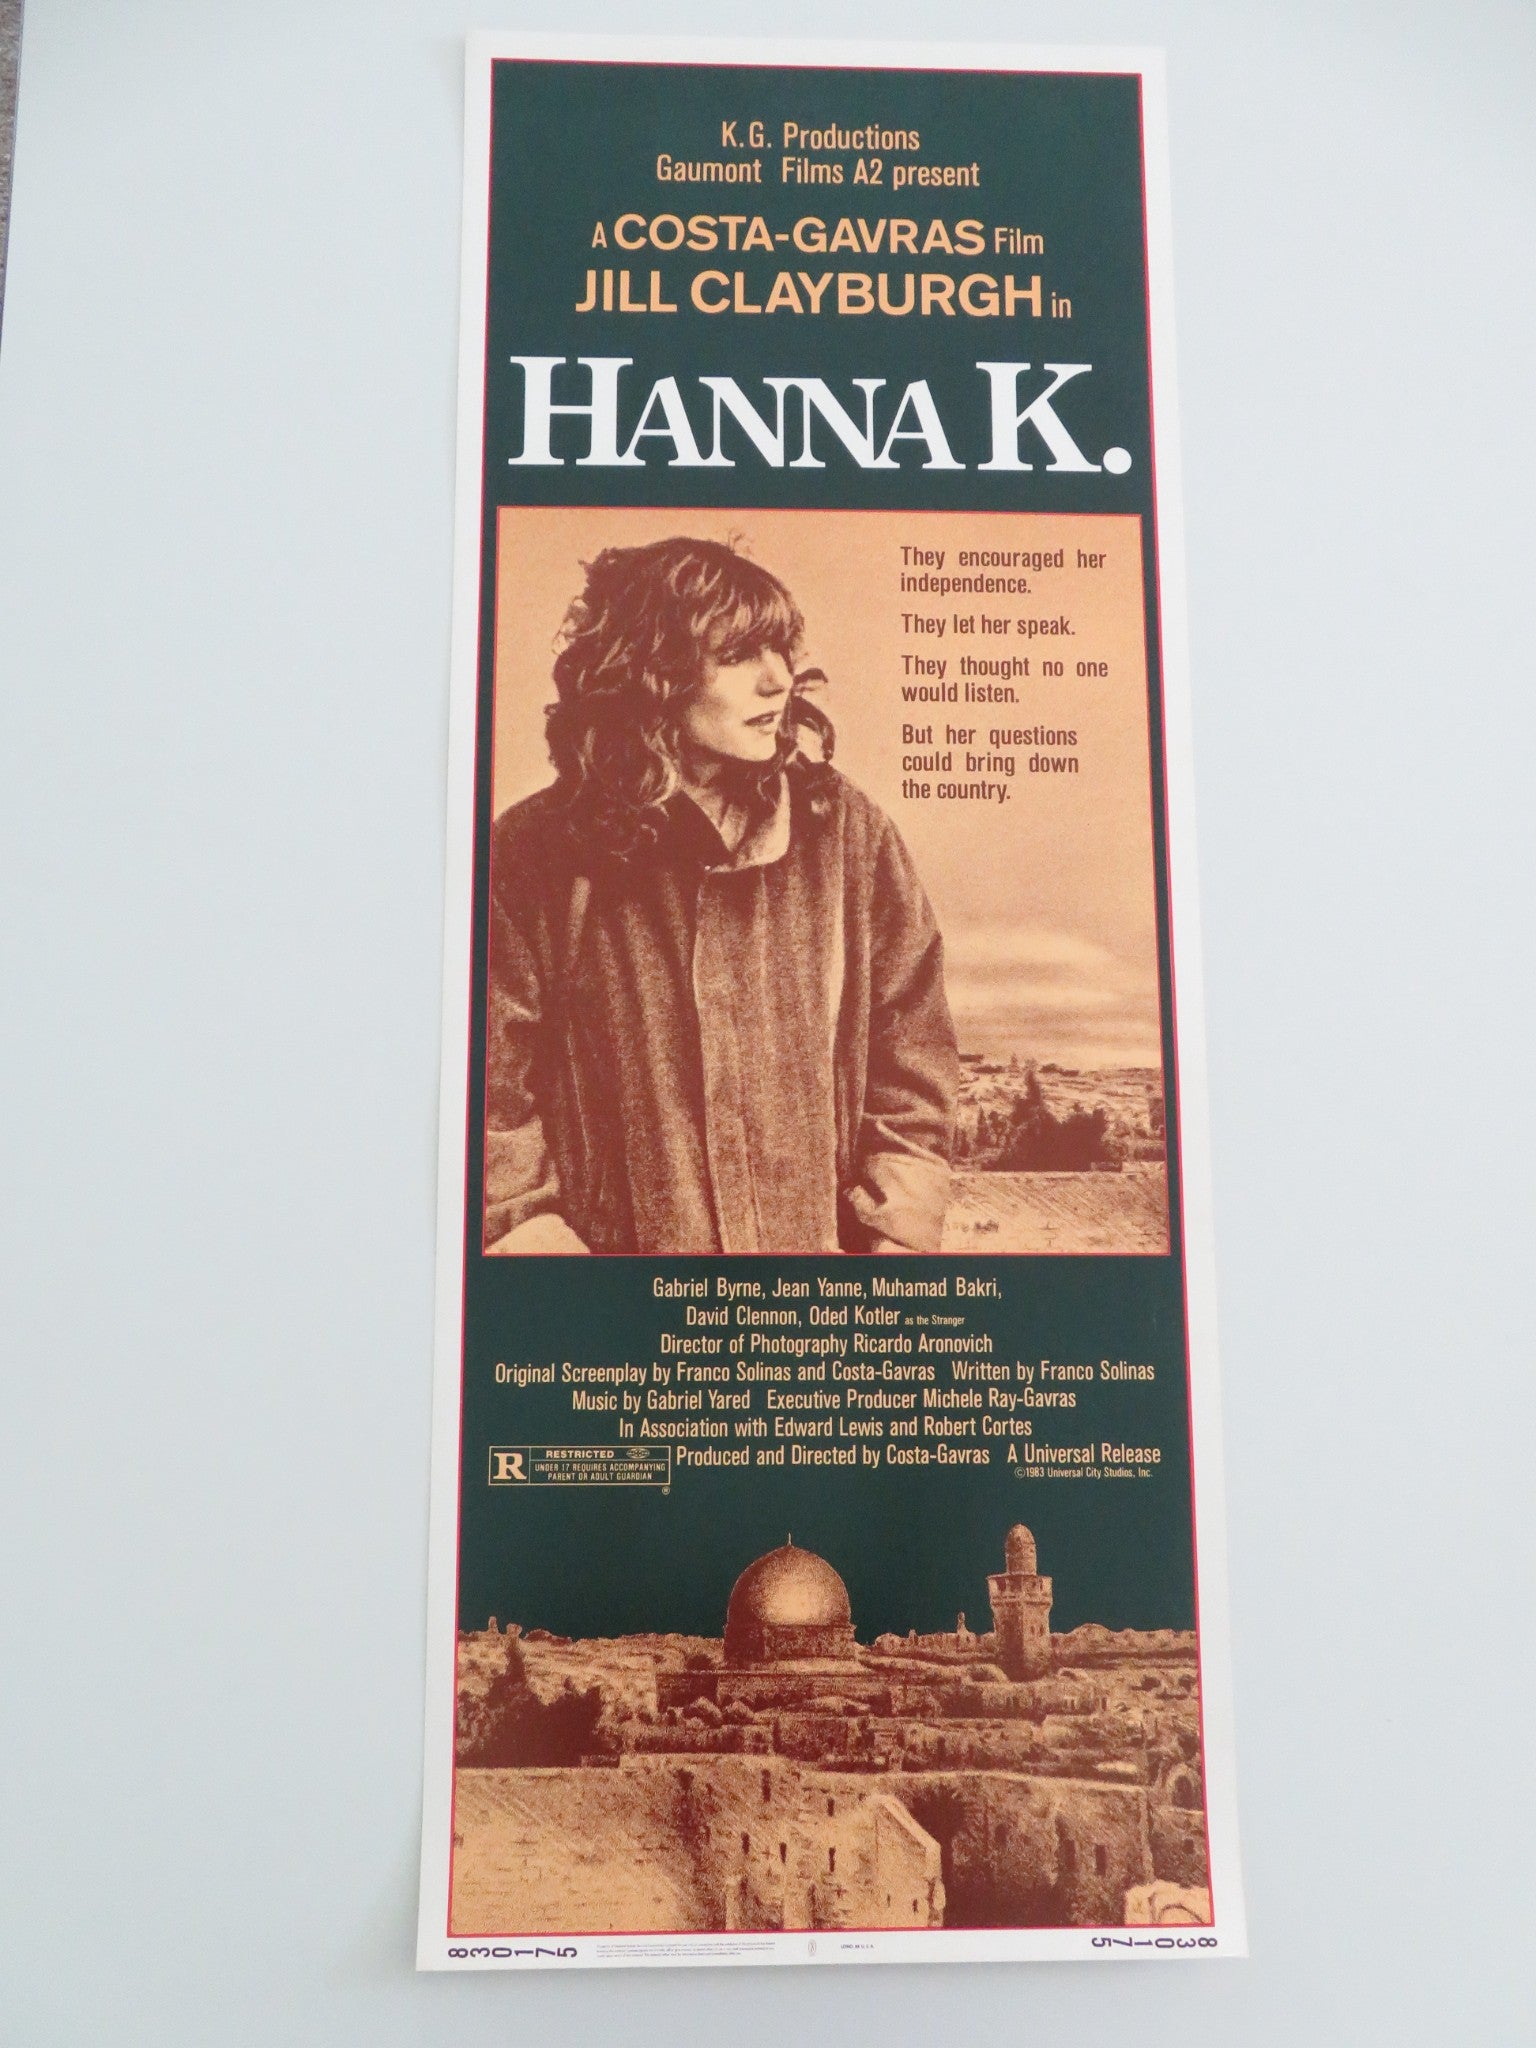 K.G. Productions
Gaumont Films A2 present
A COSTA-GAVRAS Film
JILL CLAYBURGH in
HANNA K.
They encouraged her
independence.
They let her speak.
They thought no one
would listen.
But her questions
could bring down
the country.
Gabriel Byrne, Jean Yanne, Muhamad Bakri,
David Clennon, Oded Kotler as the Stranger
Director of Photography Ricardo Aronovich
Original Screenplay by Franco Solinas and Costa-Gavras Written by Franco Solinas
Music by Gabriel Yared Executive Producer Michele Ray-Gavras
In Association with Edward Lewis and Robert Cortes
R RESTRICTED
UNDER 17 REQUIRES ACCOMPANYING
PARENT OR ADULT GUARDIAN
®
Produced and Directed by Costa-Gavras A Universal Release
©1983 Universal City Studios, Inc.
830175
830175